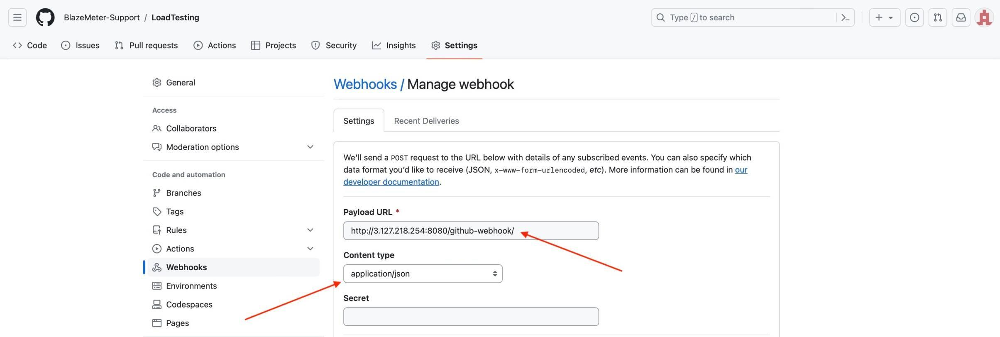 BlazeMeter-Support / LoadTesting
Type / to search
Code Issues Pull requests Actions Projects Security Insights Settings
General
Access
Collaborators
Moderation options
Code and automation
Branches
Tags
Rules
Actions
Webhooks
Environments
Codespaces
Pages
Webhooks / Manage webhook
Settings Recent Deliveries
We’ll send a POST request to the URL below with details of any subscribed events. You can also specify which
data format you’d like to receive (JSON, x-www-form-urlencoded, etc). More information can be found in our
developer documentation.
Payload URL *
http://3.127.218.254:8080/github-webhook/
Content type
application/json
Secret